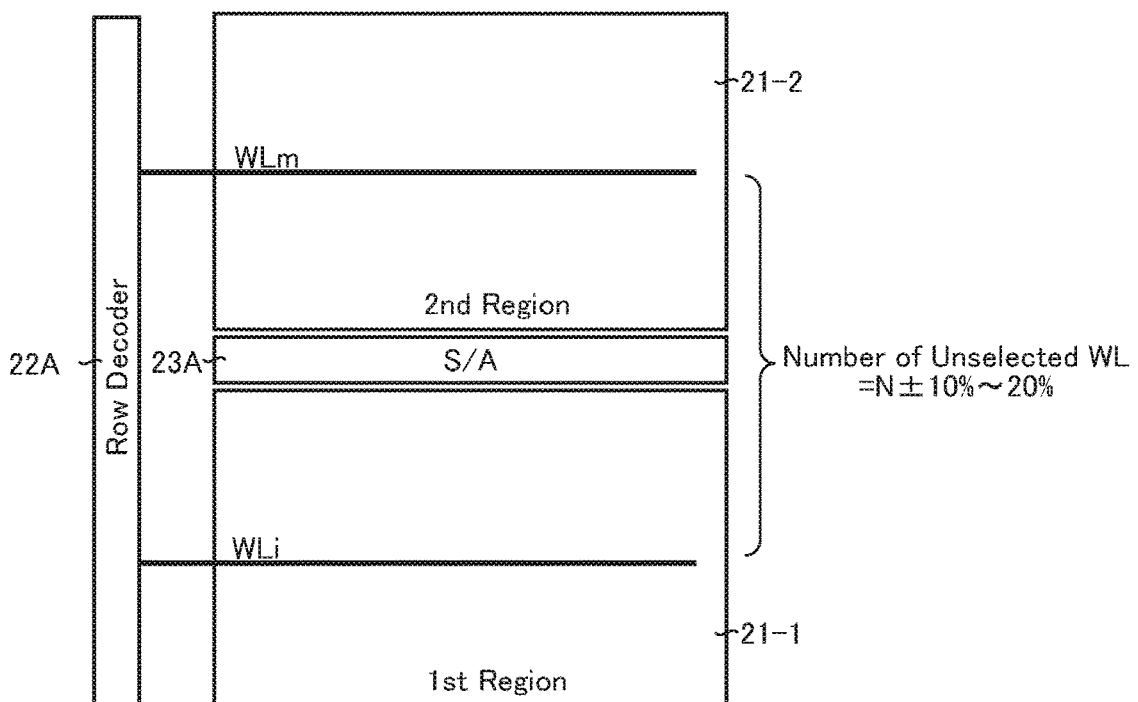 21-2
WLm
2nd Region
22A
Row Decoder
23A
S/A
Number of Unselected WL
=N±10%~20%
WLi
21-1
1st Region